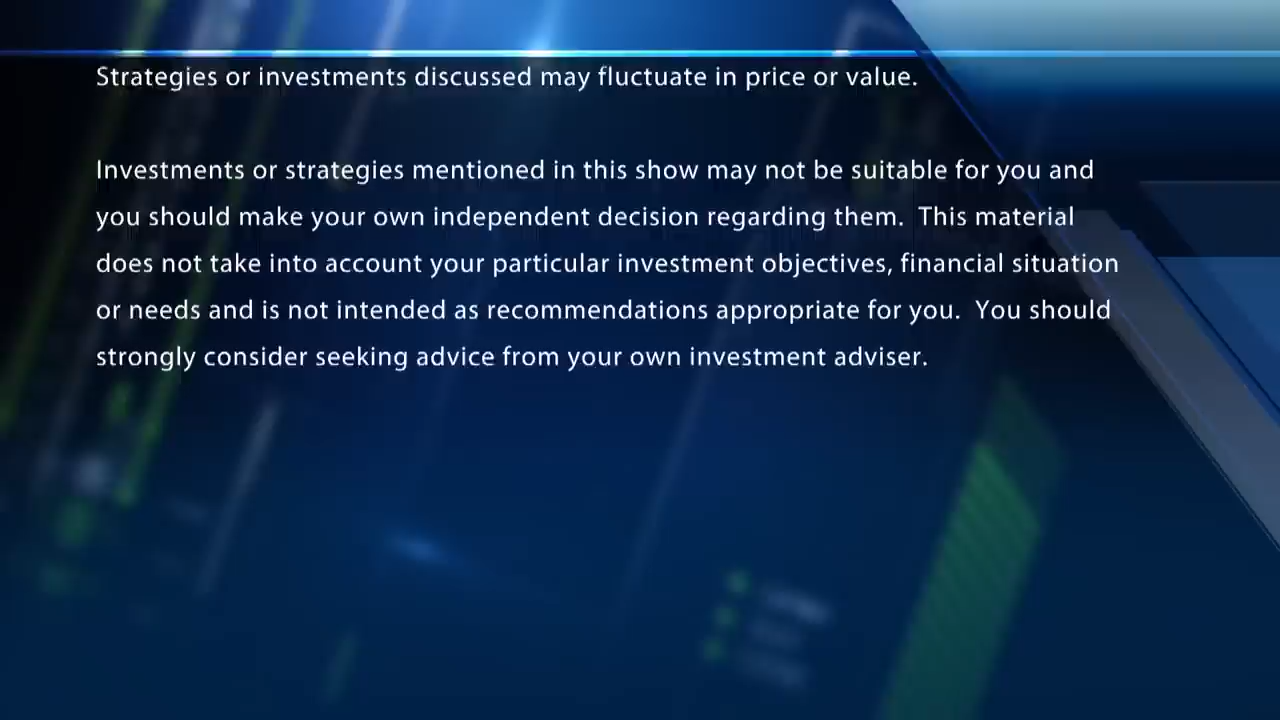 Strategies or investments discussed may fluctuate in price or value.
Investments or strategies mentioned in this show may not be suitable for you and
you should make your own independent decision regarding them.  This material
does not take into account your particular investment objectives, financial situation
or needs and is not intended as recommendations appropriate for you.  You should
strongly consider seeking advice from your own investment adviser.